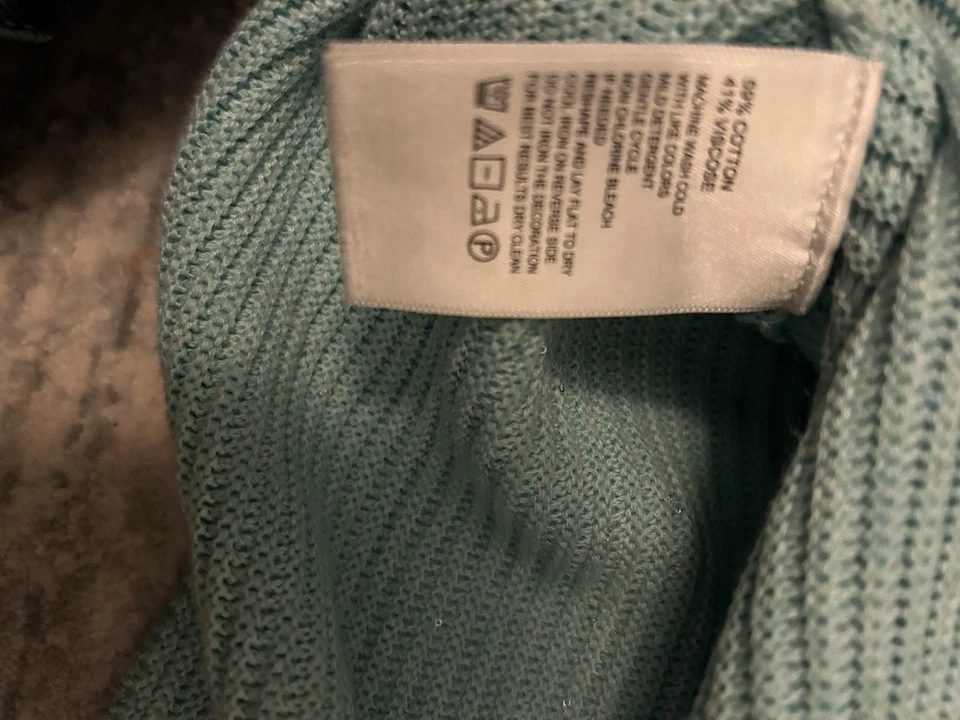 59% COTTON
41% VISCOSE
MACHINE WASH COLD
WITH LIKE COLORS
MILD DETERGENT
GENTLE CYCLE
NON CHLORINE BLEACH
IF NEEDED
RESHAPE AND LAY FLAT TO DRY
COOL IRON ON REVERSE SIDE
DO NOT IRON THE DECORATION
FOR BEST RESULTS DRY CLEAN
P